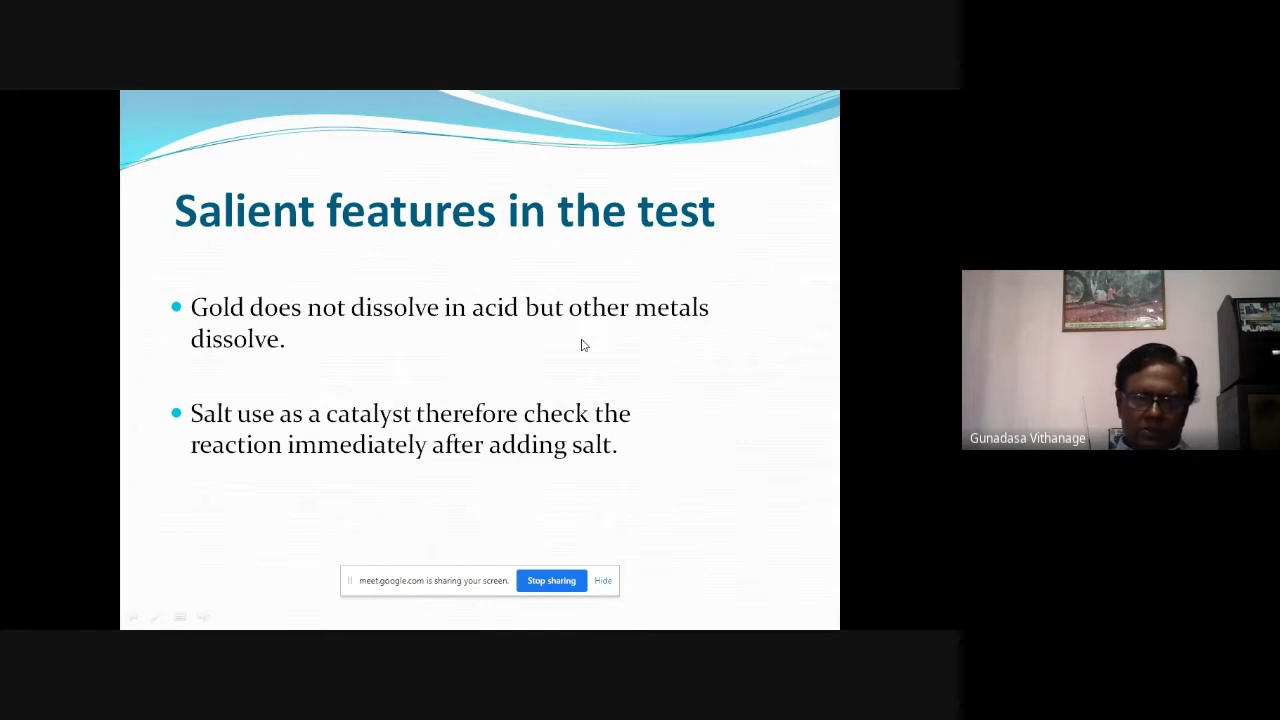 Salient features in the test
Gold does not dissolve in acid but other metals
dissolve.
Salt use as a catalyst therefore check the
reaction immediately after adding salt.
meet.google.com is sharing your screen.
Stop sharing
Hide
Gunadasa Vithanage